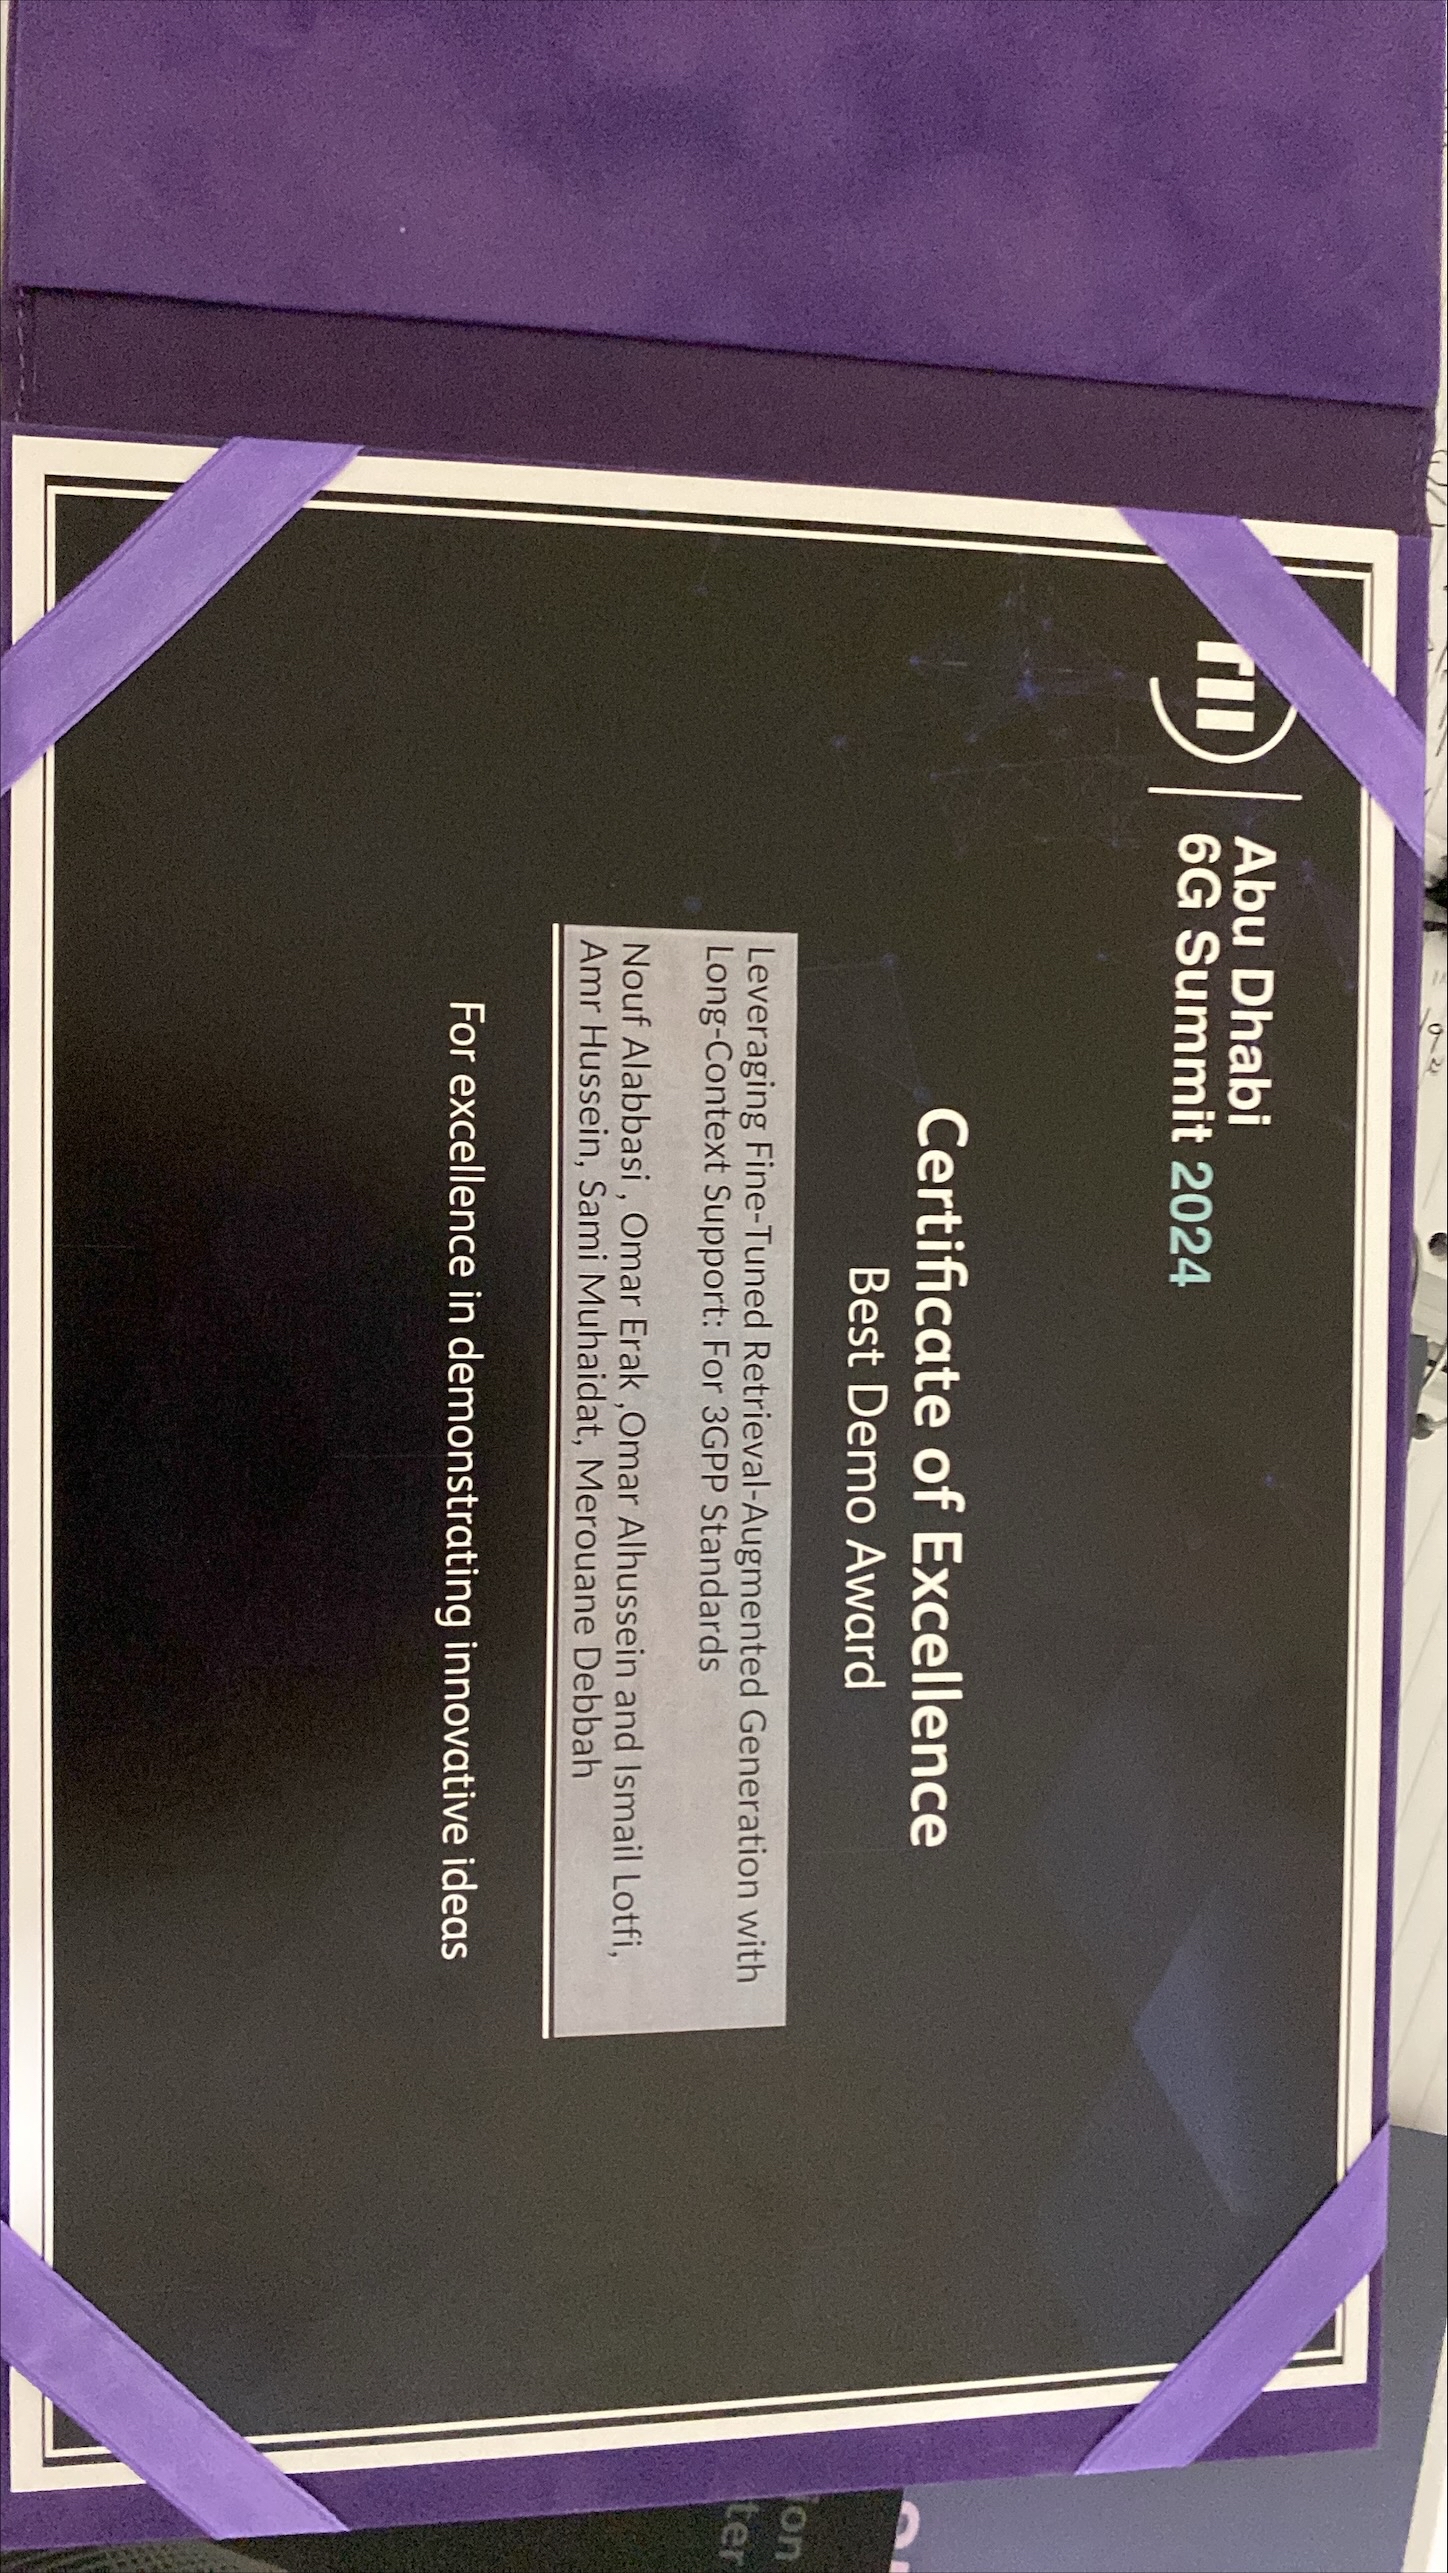 TII
Abu Dhabi
6G Summit 2024
Certificate of Excellence
Best Demo Award
Leveraging Fine-Tuned Retrieval-Augmented Generation with
Long-Context Support: For 3GPP Standards
Nouf Alabbasi , Omar Erak ,Omar Alhussein and Ismail Lotfi,
Amr Hussein, Sami Muhaidat, Merouane Debbah
For excellence in demonstrating innovative ideas
ion
ter